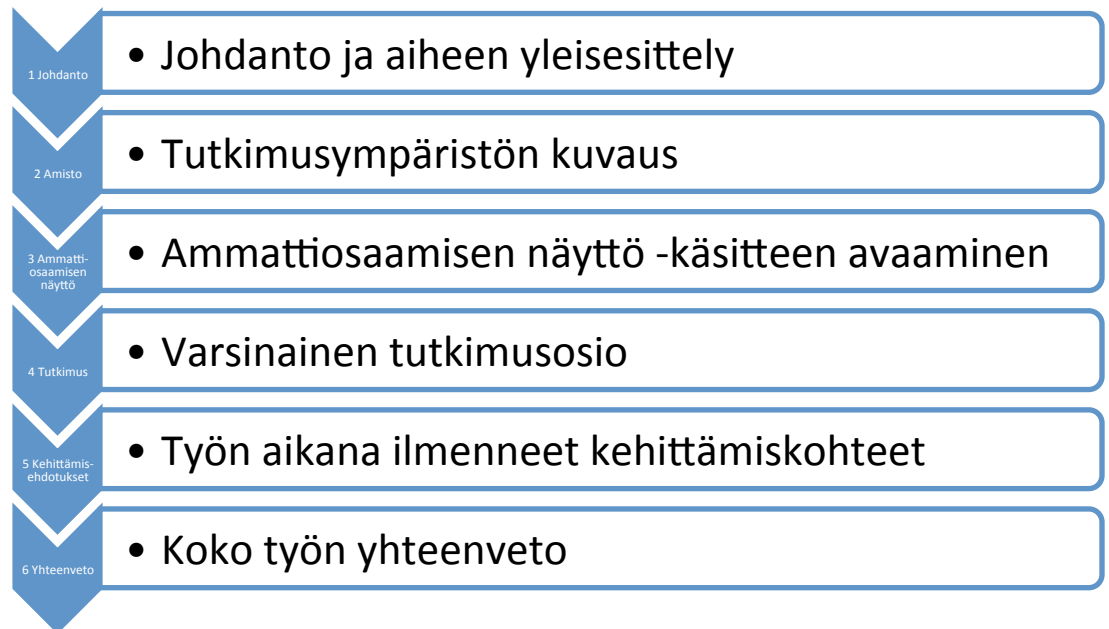 1 Johdanto
• Johdanto ja aiheen yleisesittely
2 Amisto
• Tutkimusympäristön kuvaus
3 Ammatti-
osaamisen
näyttö
• Ammattiosaamisen näyttö -käsitteen avaaminen
4 Tutkimus
• Varsinainen tutkimusosio
5 Kehittämis-
ehdotukset
• Työn aikana ilmenneet kehittämiskohteet
6 Yhteenveto
• Koko työn yhteenveto